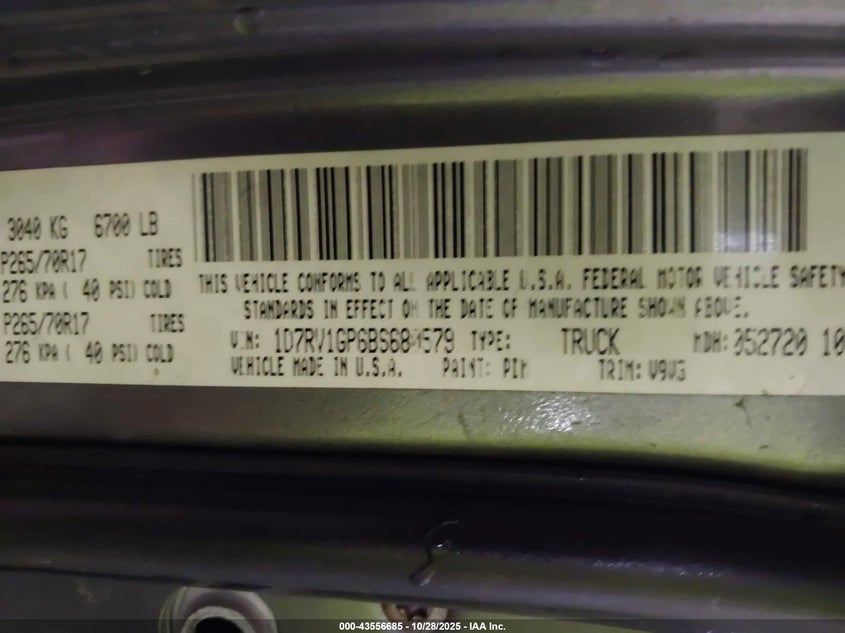 3040 KG 6700 LB
P265/70R17 TIRES
276 KPA ( 40 PSI) COLD
P265/70R17 TIRES
276 KPA ( 40 PSI) COLD
THIS VEHICLE CONFORMS TO ALL APPLICABLE U.S.A. FEDERAL MOTOR VEHICLE SAFETY
STANDARDS IN EFFECT ON THE DATE OF MANUFACTURE SHOWN ABOVE.
VIN: TYPE: TRUCK MDH: 052720 10
VEHICLE MADE IN U.S.A. PAINT: TRIM: V9V3
000-43556685 - 10/28/2025 - IAA Inc.